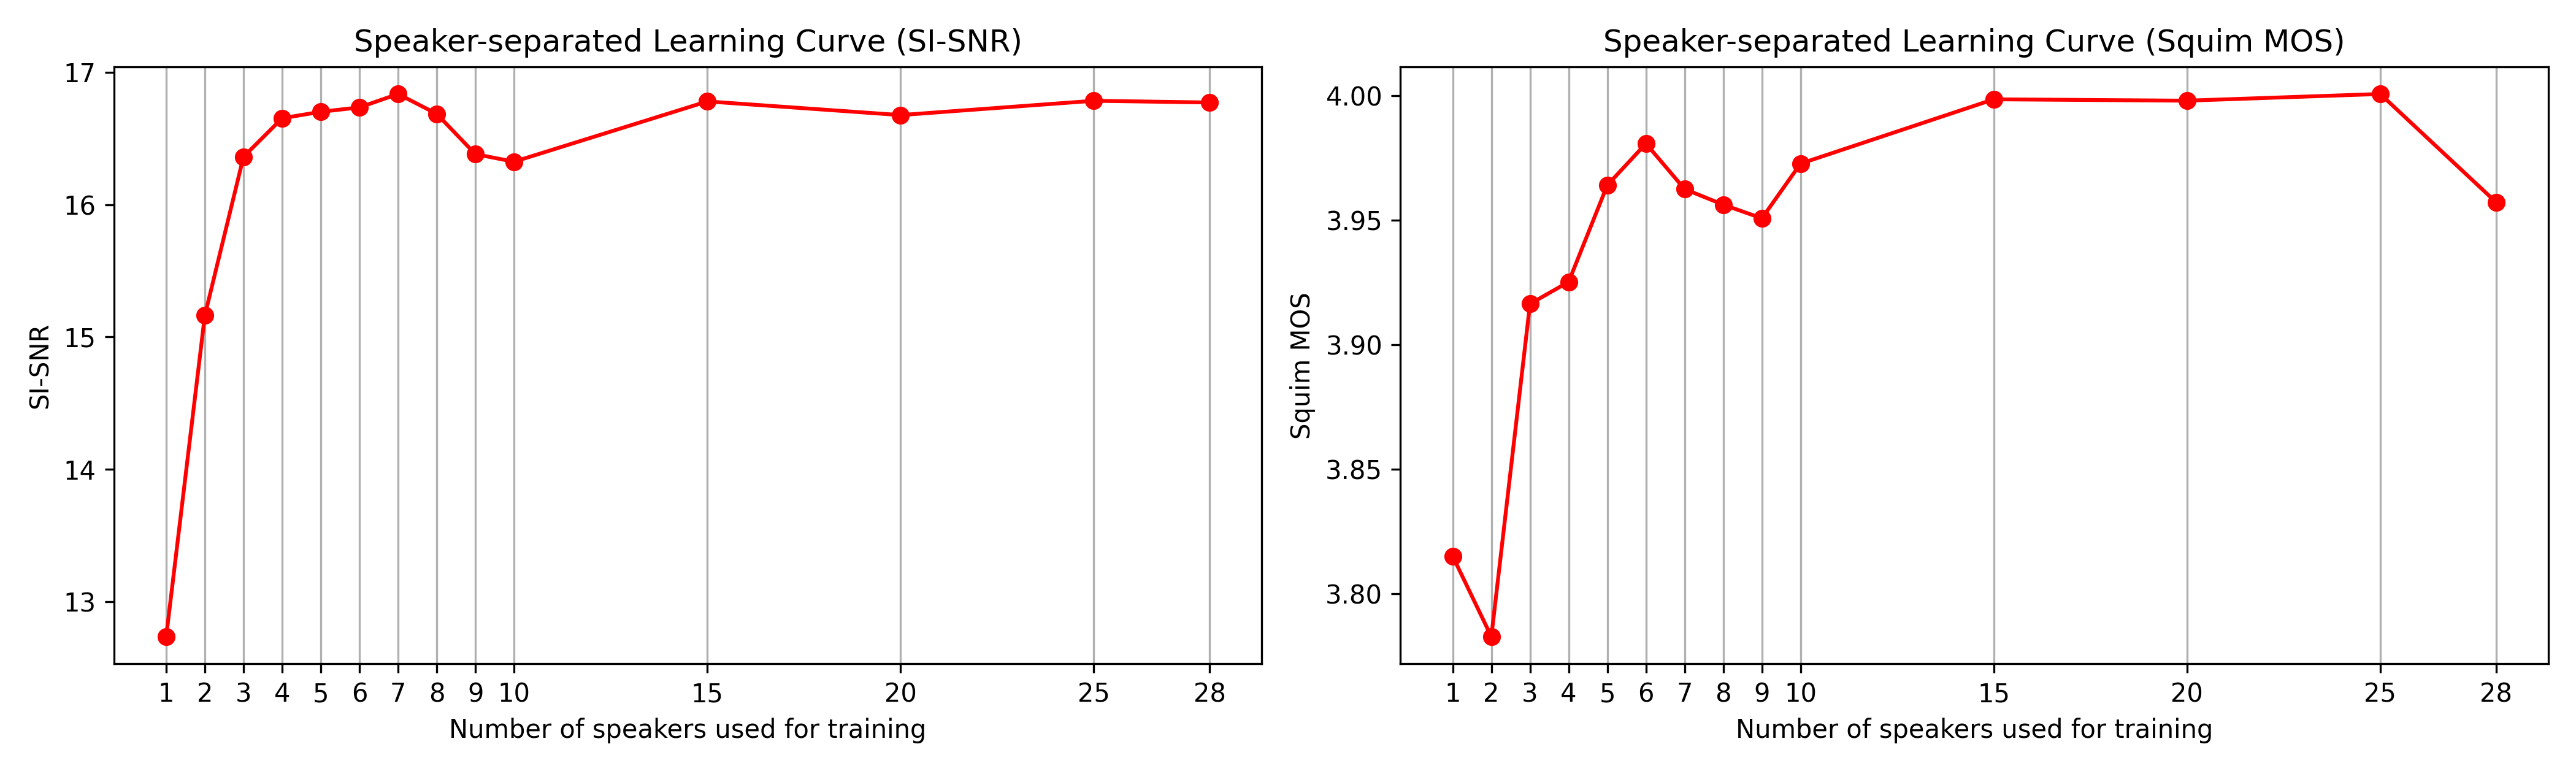 Speaker-separated Learning Curve (SI-SNR)
17
16
15
14
13
SI-SNR
1 2 3 4 5 6 7 8 9 10 15 20 25 28
Number of speakers used for training
Speaker-separated Learning Curve (Squim MOS)
4.00
3.95
3.90
3.85
3.80
Squim MOS
1 2 3 4 5 6 7 8 9 10 15 20 25 28
Number of speakers used for training